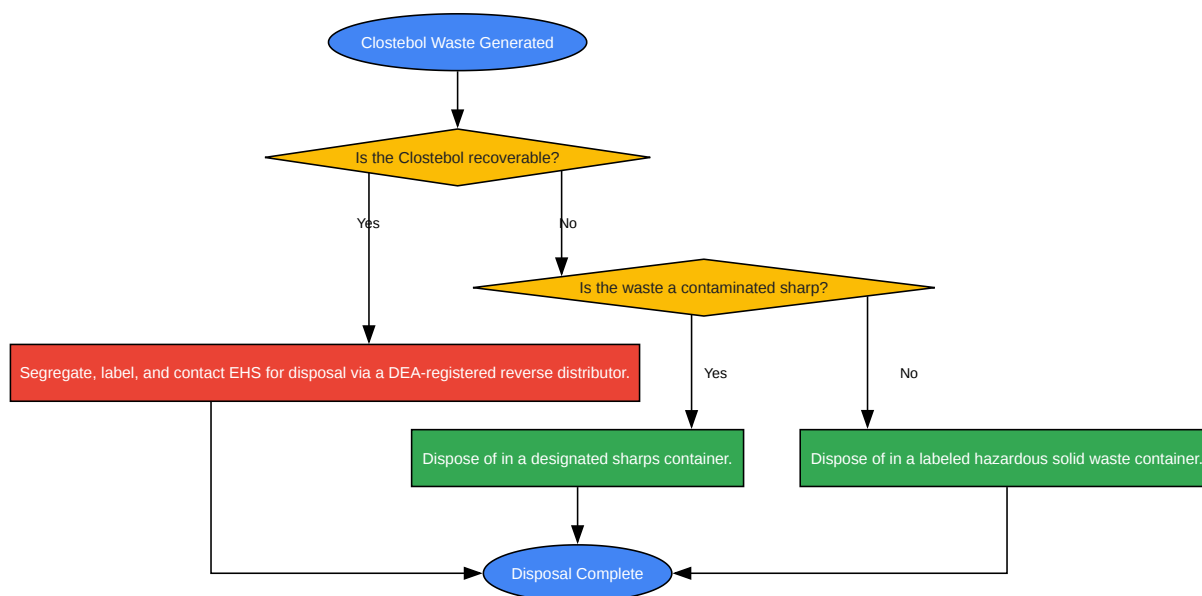 Clostebol Waste Generated
Is the Clostebol recoverable?
Yes
No
Is the waste a contaminated sharp?
Segregate, label, and contact EHS for disposal via a DEA-registered reverse distributor.
Yes
No
Dispose of in a designated sharps container.
Dispose of in a labeled hazardous solid waste container.
Disposal Complete